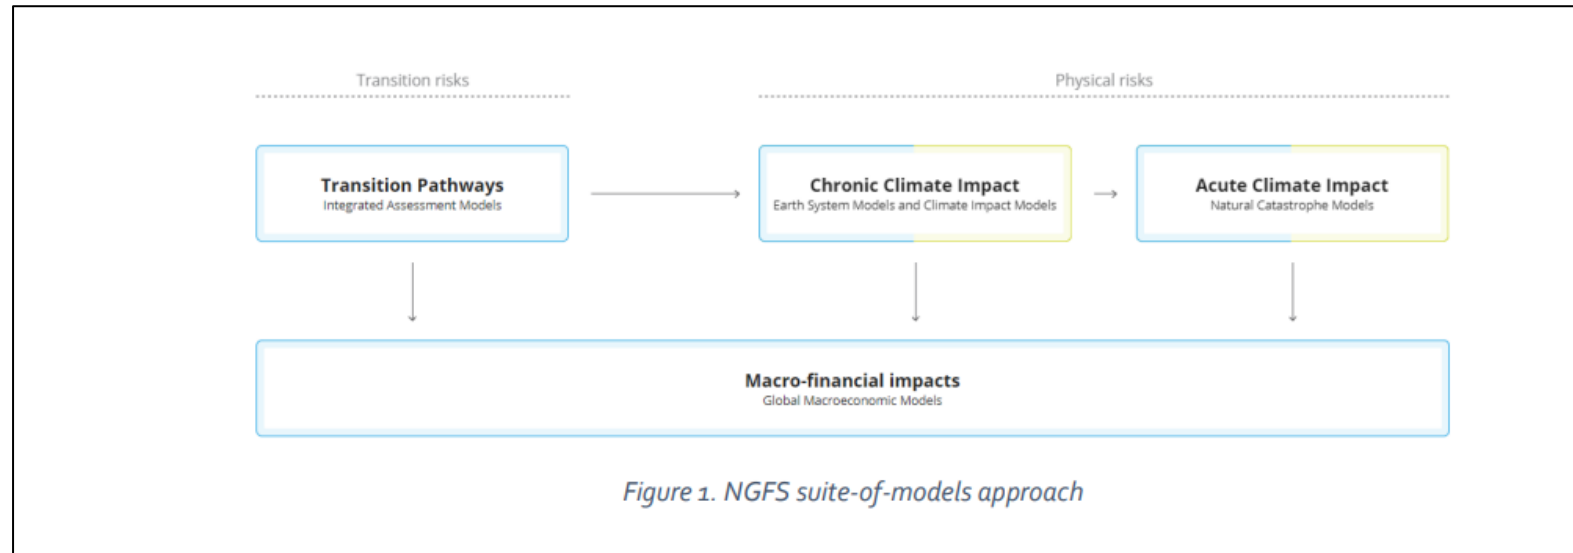 Transition risks
Physical risks
Transition Pathways
Integrated Assessment Models
Chronic Climate Impact
Earth System Models and Climate Impact Models
Acute Climate Impact
Natural Catastrophe Models
Macro-financial impacts
Global Macroeconomic Models
Figure 1. NGFS suite-of-models approach